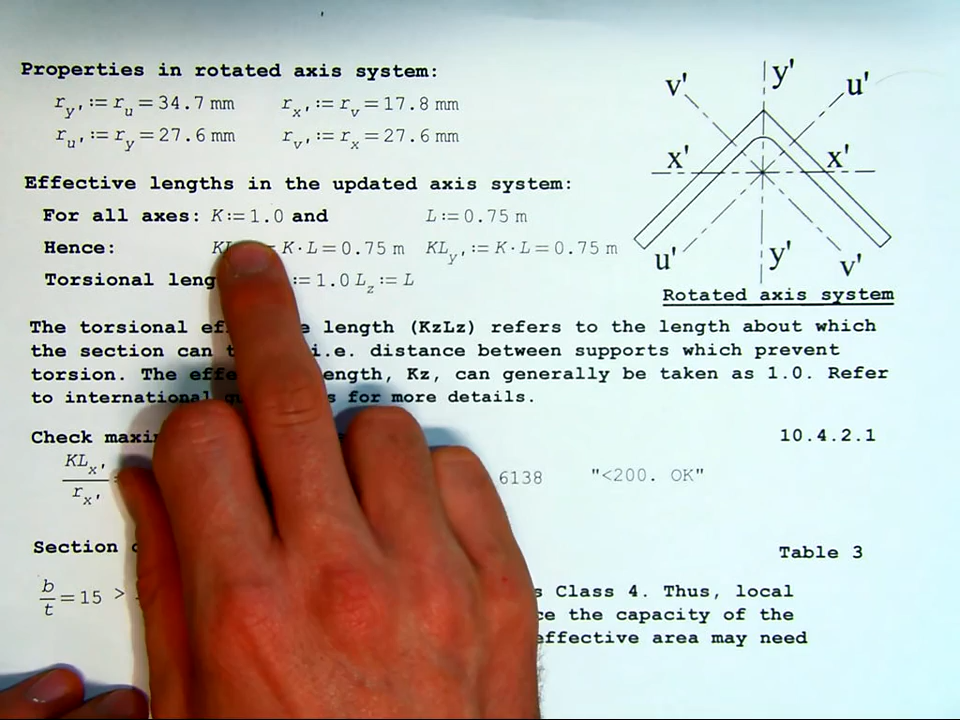 Properties in rotated axis system:
r_y' := r_u = 34.7 mm r_x' := r_v = 17.8 mm
r_u' := r_y = 27.6 mm r_v' := r_x = 27.6 mm
Effective lengths in the updated axis system:
For all axes: K := 1.0 and L := 0.75 m
Hence: K·L = 0.75 m KL_y' := K·L = 0.75 m
Torsional := 1.0 L_z := L
y'
v' u'
x' x'
u' y' v'
Rotated axis system
The torsional length (KzLz) refers to the length about which
the section can i.e. distance between supports which prevent
torsion. The Kz, can generally be taken as 1.0. Refer
to international for more details.
Check 10.4.2.1
KL_x'
r_x' 6138 "<200. OK"
Section Table 3
b/t = 15 >
Class 4. Thus, local
the capacity of the
effective area may need